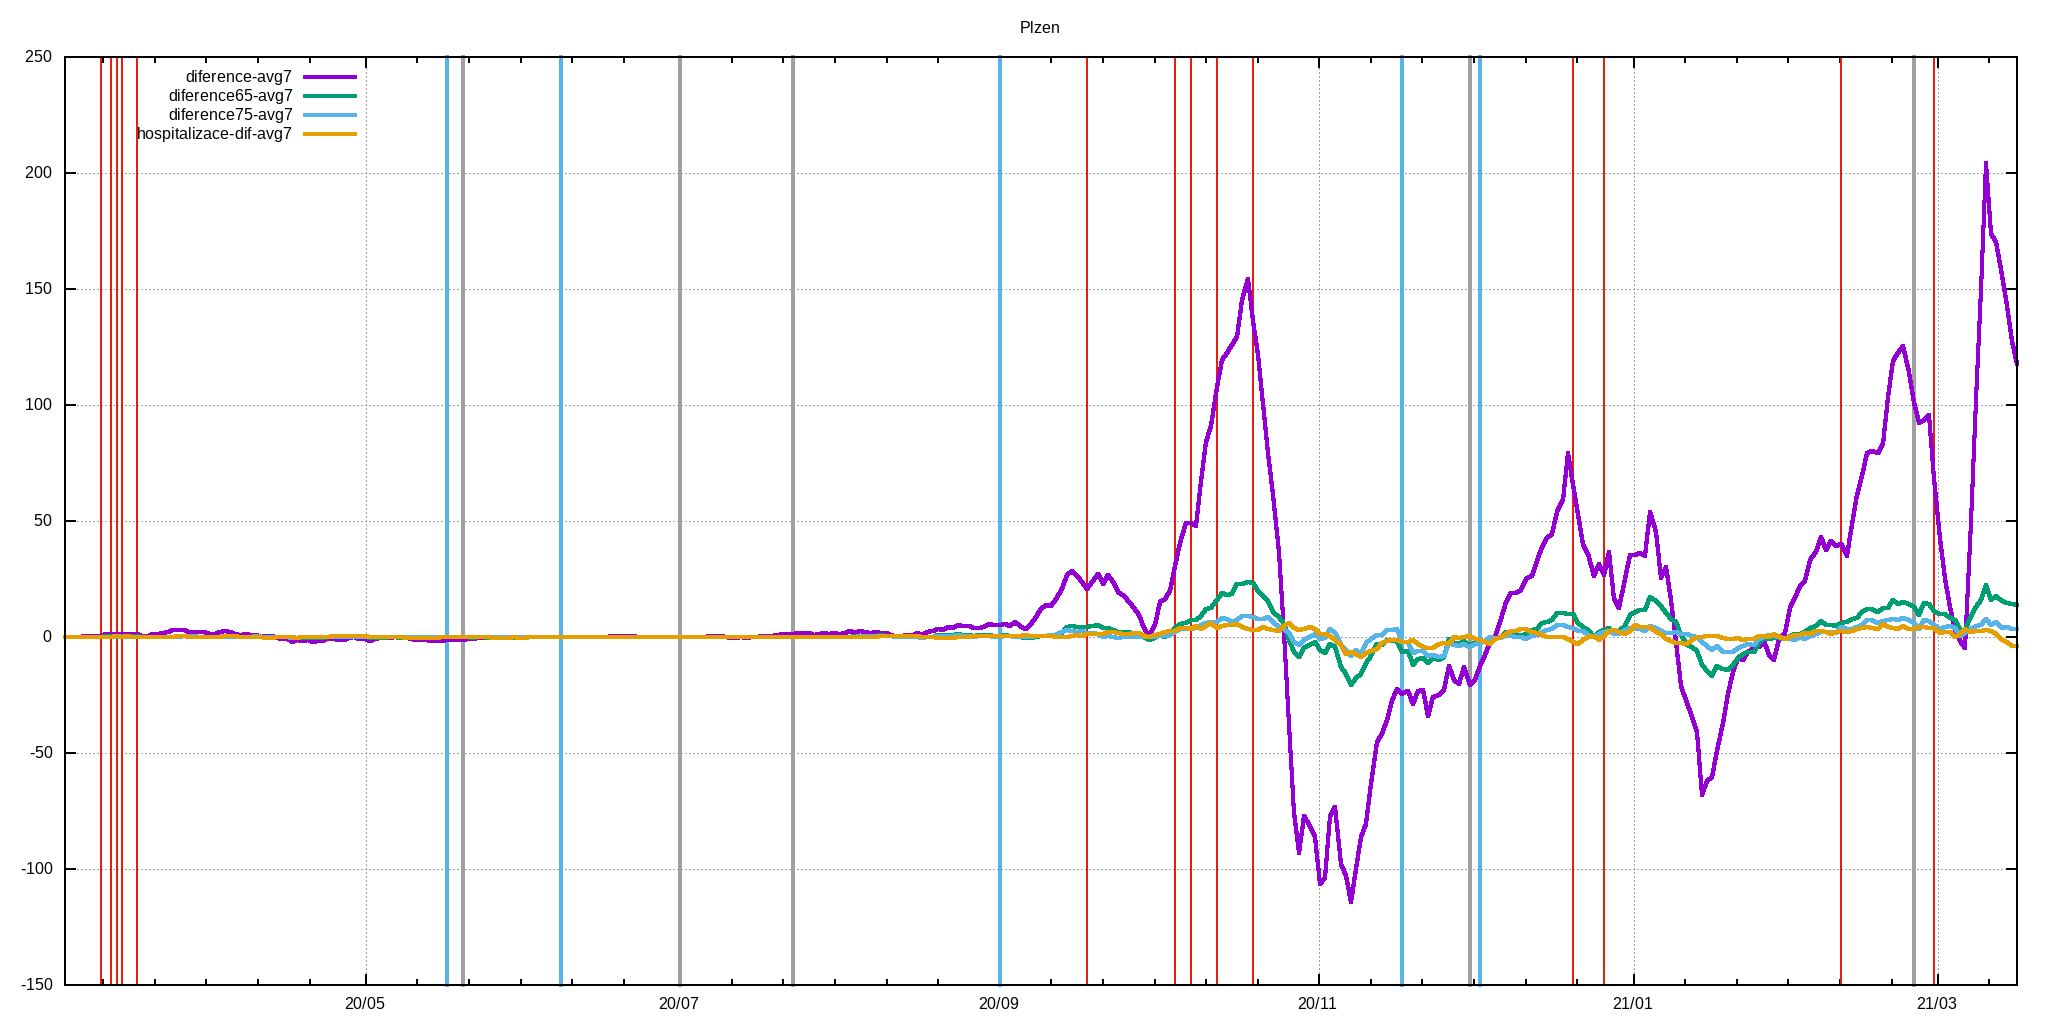 Plzen
250
200
150
100
50
0
-50
-100
-150
diference-avg7
diference65-avg7
diference75-avg7
hospitalizace-dif-avg7
20/05 20/07 20/09 20/11 21/01 21/03